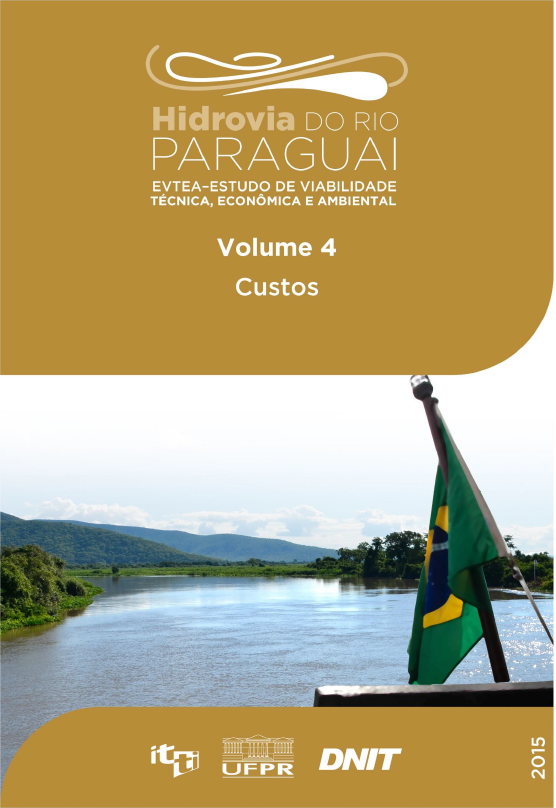 Hidrovia DO RIO
PARAGUAI
EVTEA–ESTUDO DE VIABILIDADE
TÉCNICA, ECONÔMICA E AMBIENTAL
Volume 4
Custos
itti
UFPR
DNIT
2015